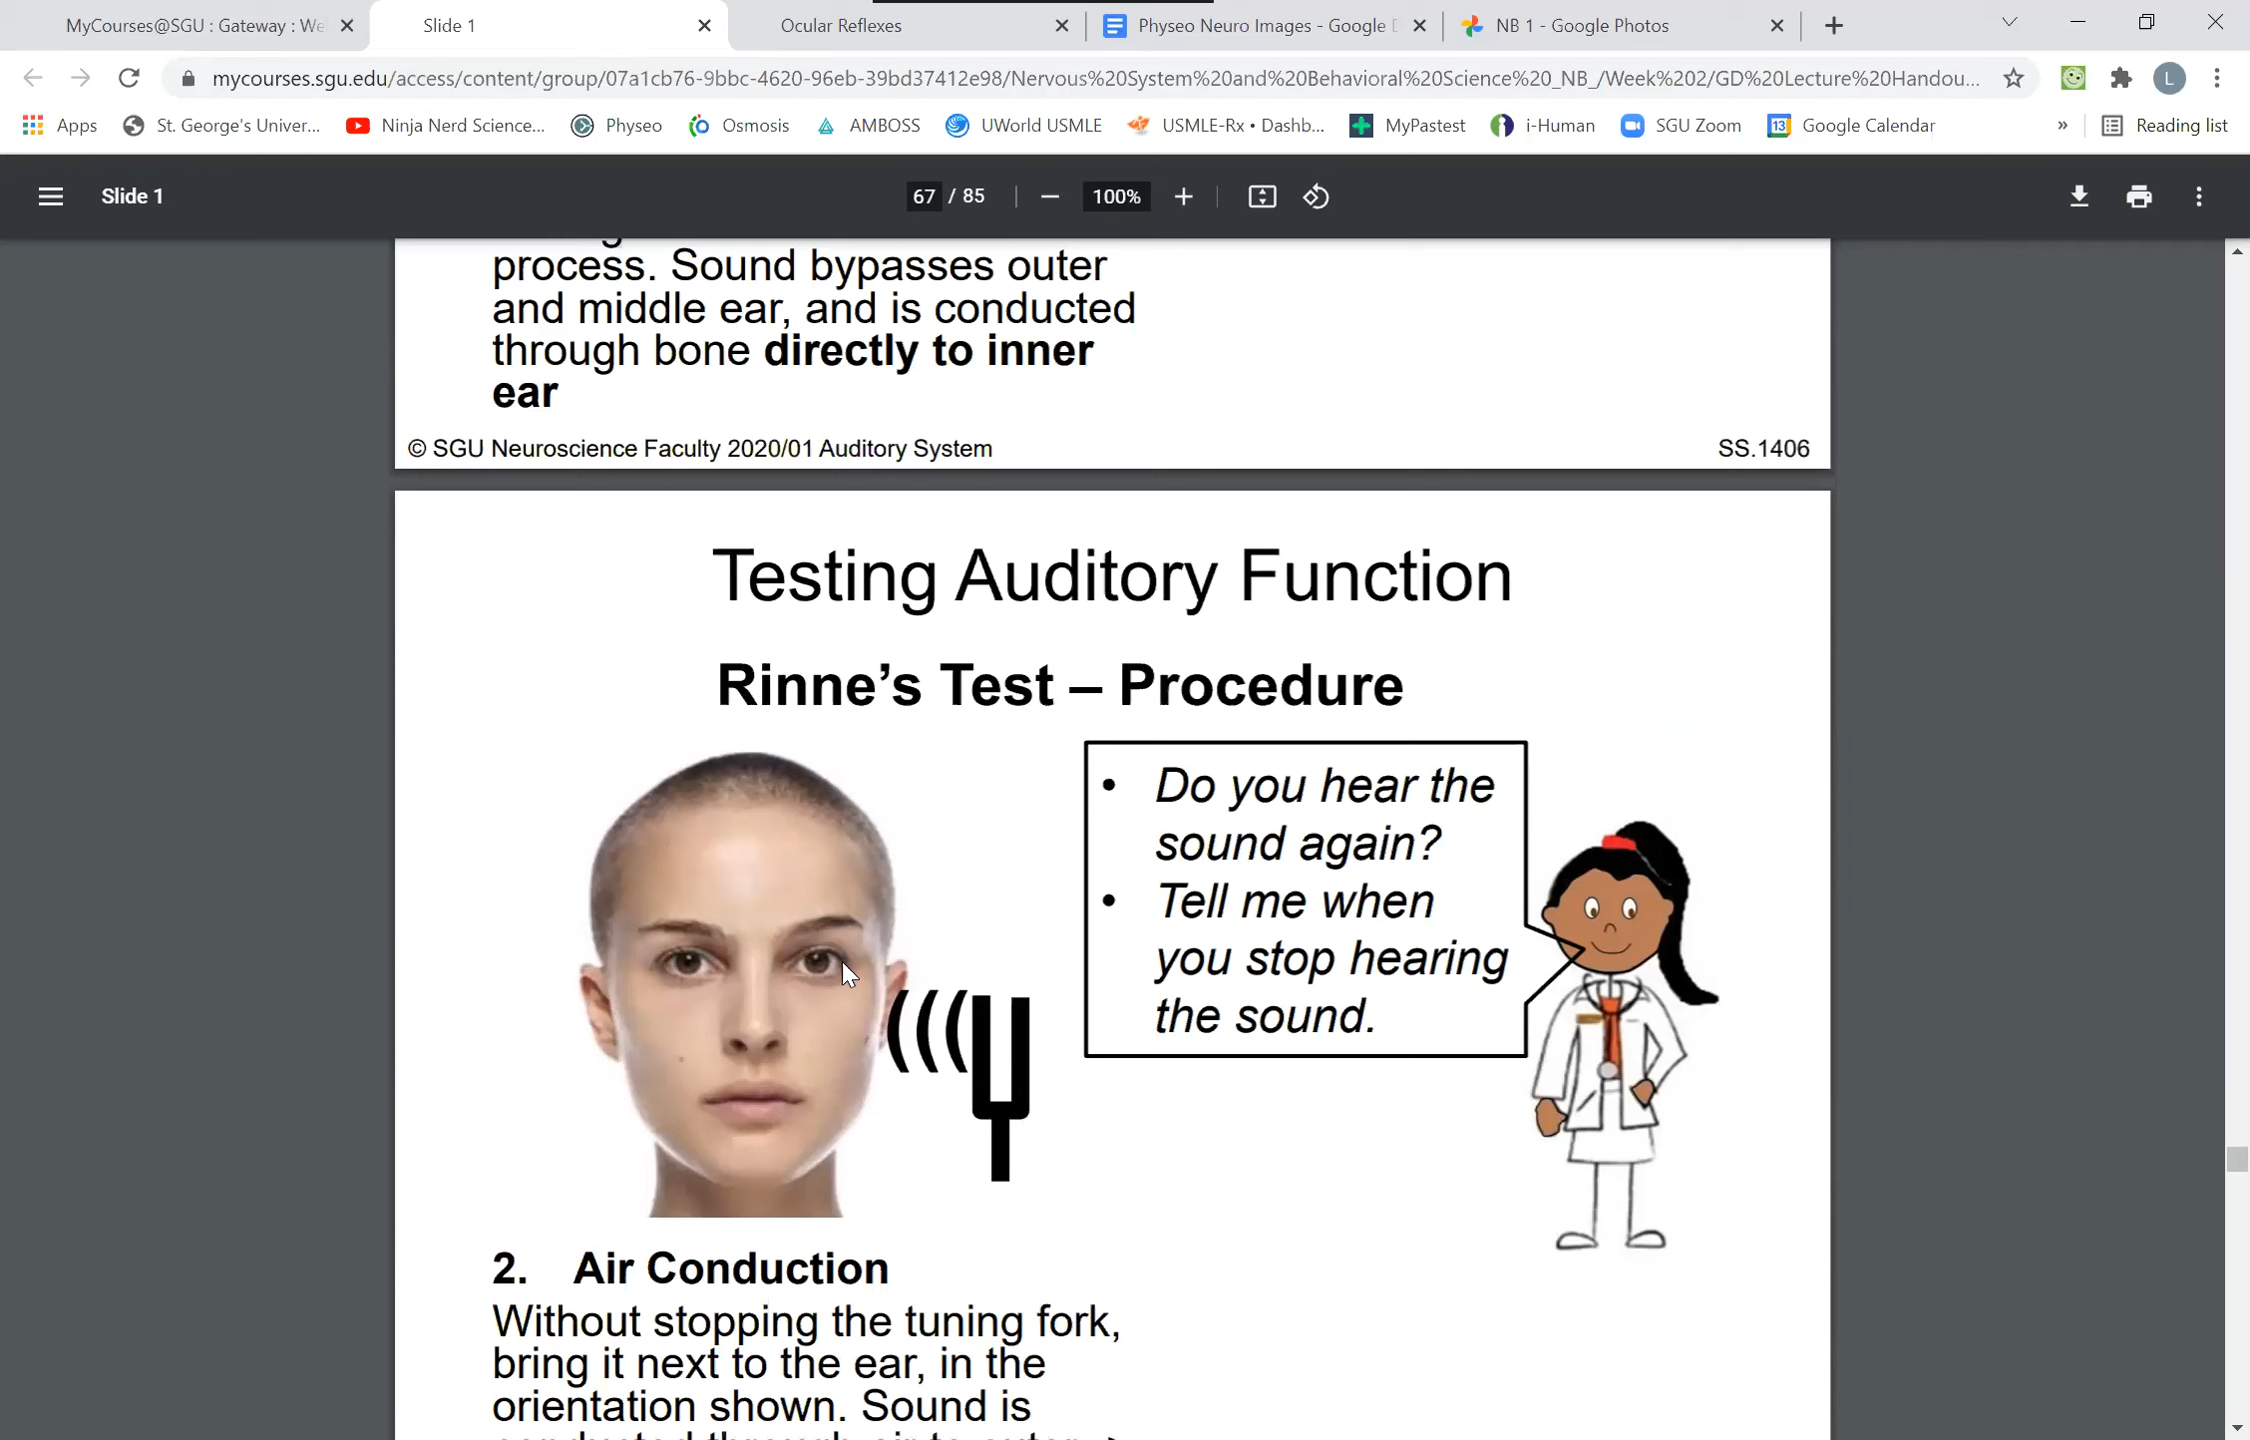 MyCourses@SGU : Gateway : We
Slide 1
Ocular Reflexes
Physeo Neuro Images - Google D
NB 1 - Google Photos
mycourses.sgu.edu/access/content/group/07a1cb76-9bbc-4620-96eb-39bd37412e98/Nervous%20System%20and%20Behavioral%20Science%20_NB_/Week%202/GD%20Lecture%20Handou...
L
Apps
St. George's Univer...
Ninja Nerd Science...
Physeo
Osmosis
AMBOSS
UWorld USMLE
USMLE-Rx • Dashb...
MyPastest
i-Human
SGU Zoom
13
Google Calendar
»
Reading list
Slide 1
67 / 85
100%
process. Sound bypasses outer
and middle ear, and is conducted
through bone directly to inner
ear
© SGU Neuroscience Faculty 2020/01 Auditory System
SS.1406
Testing Auditory Function
Rinne’s Test – Procedure
• Do you hear the
sound again?
• Tell me when
you stop hearing
the sound.
2. Air Conduction
Without stopping the tuning fork,
bring it next to the ear, in the
orientation shown. Sound is